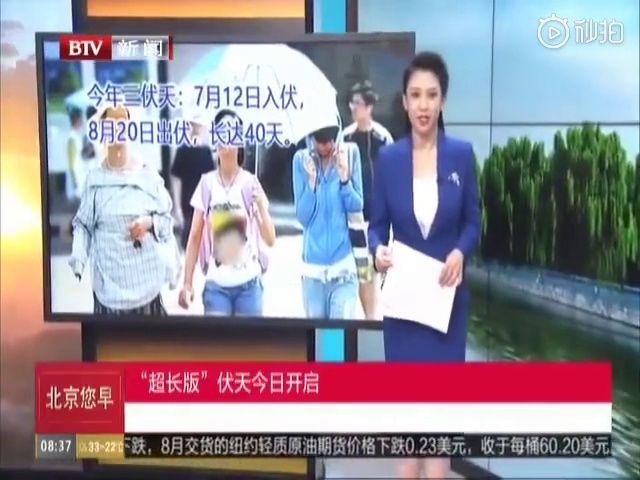 BTV 新闻
秒拍
今年三伏天：7月12日入伏，
8月20日出伏，长达40天。
“超长版”伏天今日开启
北京您早
08:37
33~22℃
下跌，8月交货的纽约轻质原油期货价格下跌0.23美元，收于每桶60.20美元